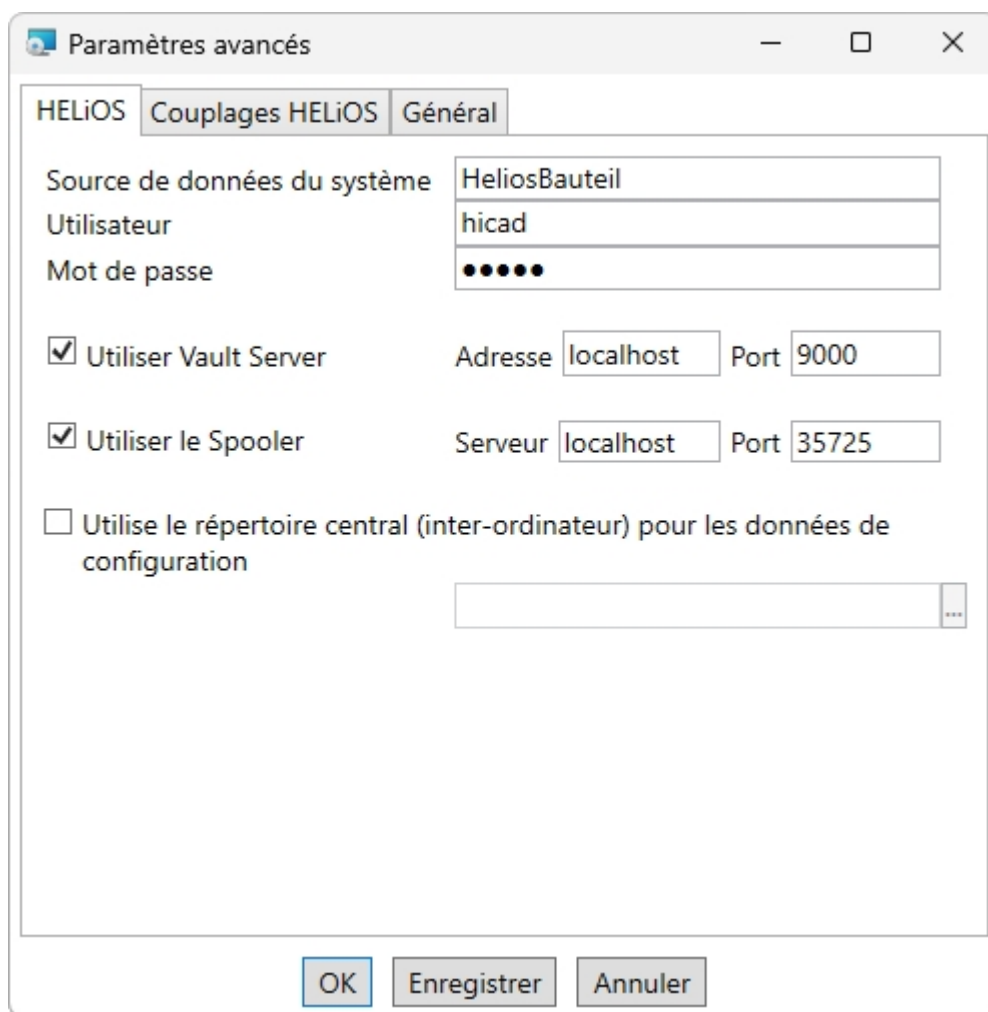 Paramètres avancés
HELiOS Couplages HELiOS Général
Source de données du système HeliosBauteil
Utilisateur hicad
Mot de passe ●●●●●
Utiliser Vault Server Adresse localhost Port 9000
Utiliser le Spooler Serveur localhost Port 35725
Utilise le répertoire central (inter-ordinateur) pour les données de
configuration
...
OK Enregistrer Annuler